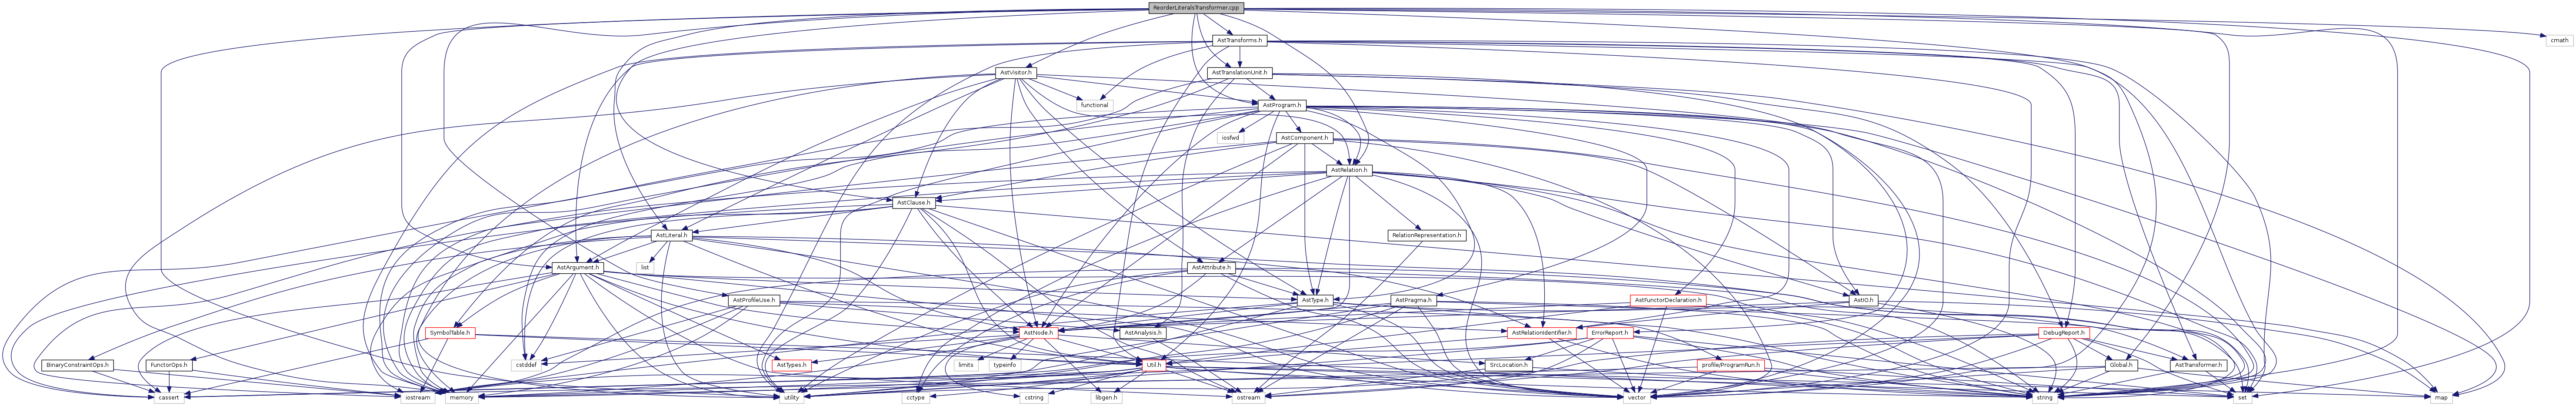 ReorderLiteralsTransformer.cpp
cmath
AstTransforms.h
AstVisitor.h
AstTranslationUnit.h
functional
AstProgram.h
iosfwd
AstComponent.h
AstRelation.h
AstClause.h
AstLiteral.h
RelationRepresentation.h
list
AstArgument.h
AstAttribute.h
AstProfileUse.h
AstType.h
AstPragma.h
AstFunctorDeclaration.h
AstIO.h
SymbolTable.h
AstNode.h
AstAnalysis.h
AstRelationIdentifier.h
ErrorReport.h
DebugReport.h
BinaryConstraintOps.h
FunctorOps.h
cstddef
AstTypes.h
limits
typeinfo
Util.h
SrcLocation.h
profile/ProgramRun.h
Global.h
AstTransformer.h
cassert
iostream
memory
utility
cctype
cstring
libgen.h
ostream
vector
string
set
map